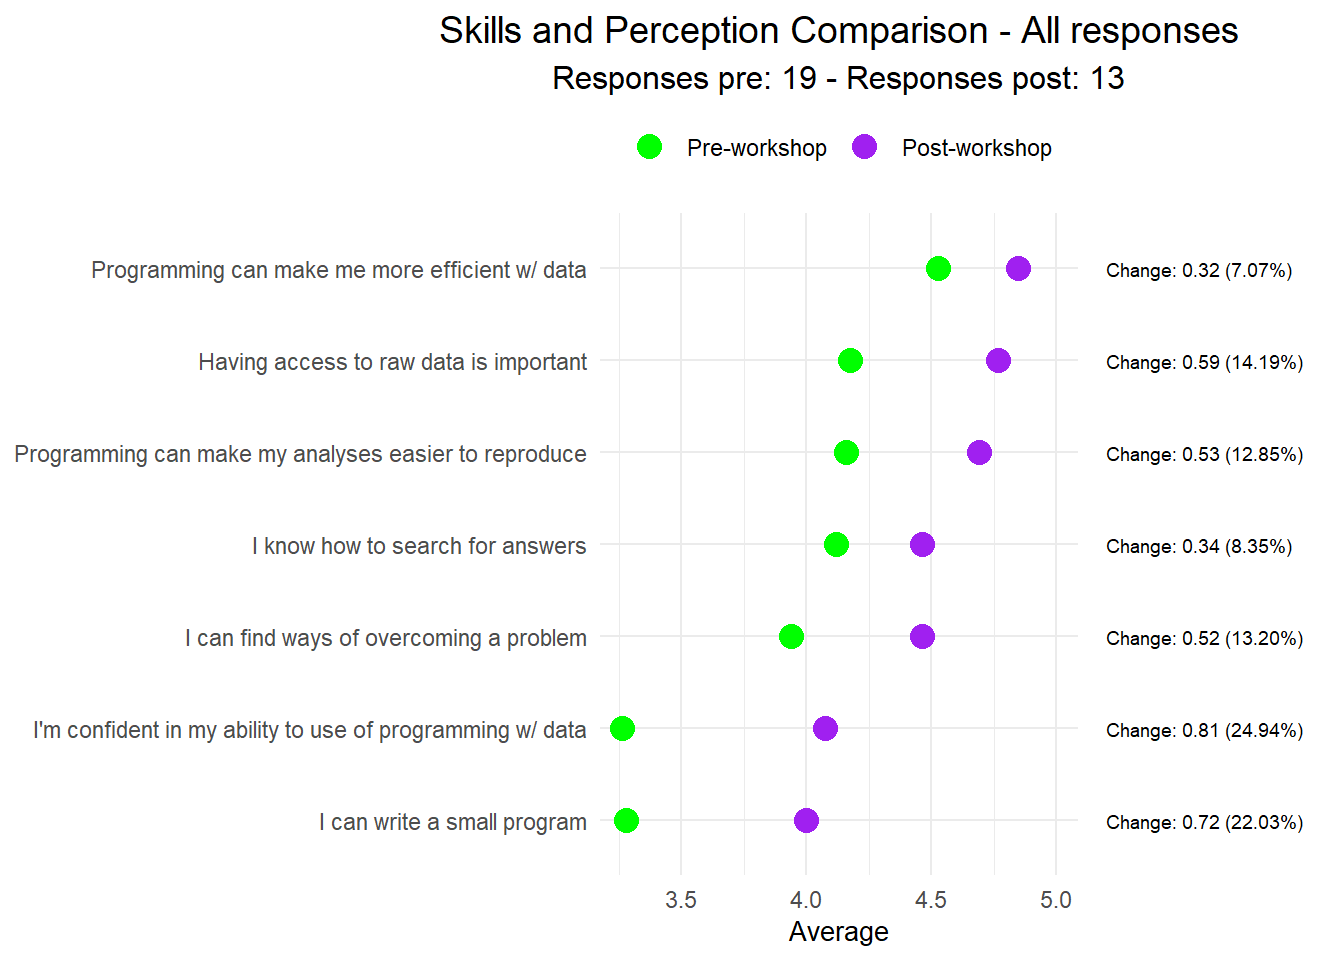 Skills and Perception Comparison - All responses
Responses pre: 19 - Responses post: 13
Pre-workshop Post-workshop
Programming can make me more efficient w/ data Change: 0.32 (7.07%)
Having access to raw data is important Change: 0.59 (14.19%)
Programming can make my analyses easier to reproduce Change: 0.53 (12.85%)
I know how to search for answers Change: 0.34 (8.35%)
I can find ways of overcoming a problem Change: 0.52 (13.20%)
I'm confident in my ability to use of programming w/ data Change: 0.81 (24.94%)
I can write a small program Change: 0.72 (22.03%)
3.5 4.0 4.5 5.0
Average